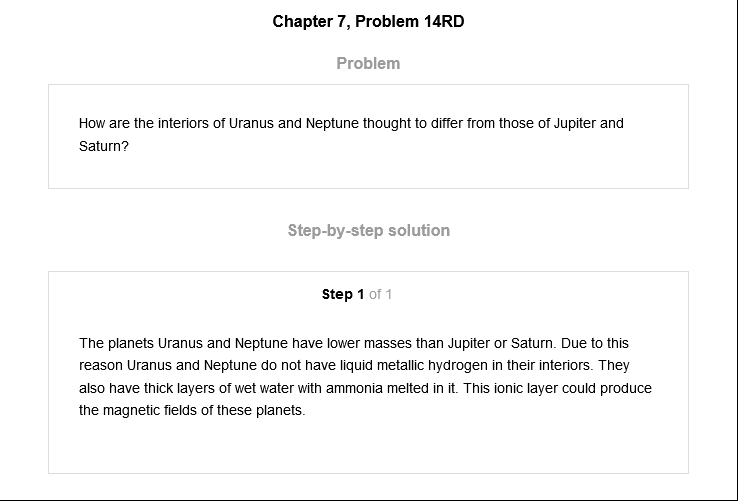 Chapter 7, Problem 14RD
Problem
How are the interiors of Uranus and Neptune thought to differ from those of Jupiter and
Saturn?
Step-by-step solution
Step 1 of 1
The planets Uranus and Neptune have lower masses than Jupiter or Saturn. Due to this
reason Uranus and Neptune do not have liquid metallic hydrogen in their interiors. They
also have thick layers of wet water with ammonia melted in it. This ionic layer could produce
the magnetic fields of these planets.